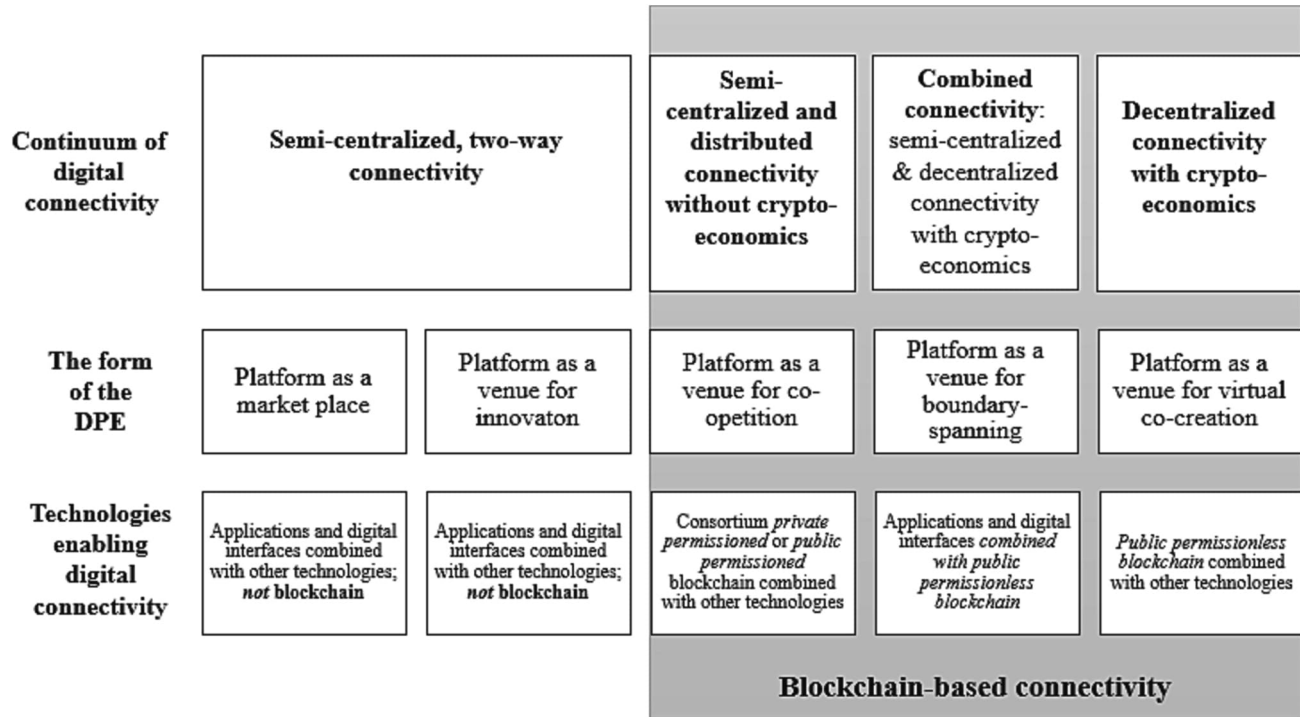 Continuum of
digital
connectivity
Semi-centralized, two-way
connectivity
Semi-
centralized and
distributed
connectivity
without crypto-
economics
Combined
connectivity:
semi-centralized
& decentralized
connectivity
with crypto-
economics
Decentralized
connectivity
with crypto-
economics
The form
of the
DPE
Platform as a
market place
Platform as a
venue for
innovaton
Platform as a
venue for co-
opetition
Platform as a
venue for
boundary-
spanning
Platform as a
venue for virtual
co-creation
Technologies
enabling
digital
connectivity
Applications and digital
interfaces combined
with other technologies;
not blockchain
Applications and digital
interfaces combined
with other technologies;
not blockchain
Consortium private
permissioned or public
permissioned
blockchain combined
with other technologies
Applications and digital
interfaces combined
with public
permissionless
blockchain
Public permissionless
blockchain combined
with other technologies
Blockchain-based connectivity